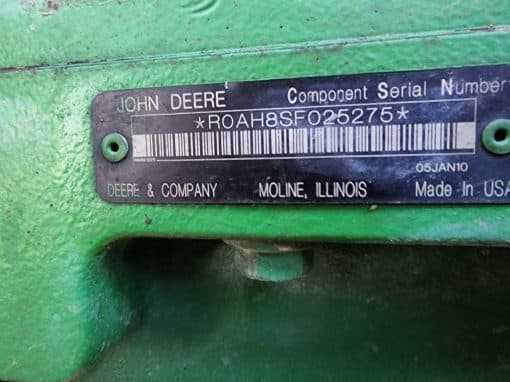 JOHN DEERE Component Serial Number
*R0AH8SF025275*
05JAN10
DEERE & COMPANY MOLINE, ILLINOIS Made In USA